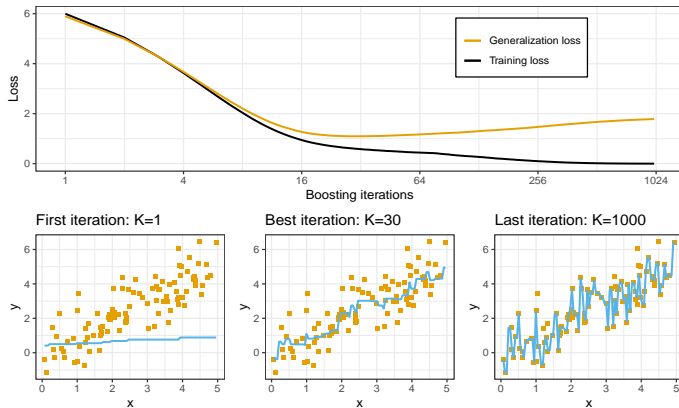 Loss
6
4
2
0
Generalization loss
Training loss
1 4 16 64 256 1024
Boosting iterations
First iteration: K=1
y
6
4
2
0
0 1 2 3 4 5
x
Best iteration: K=30
y
6
4
2
0
0 1 2 3 4 5
x
Last iteration: K=1000
y
6
4
2
0
0 1 2 3 4 5
x